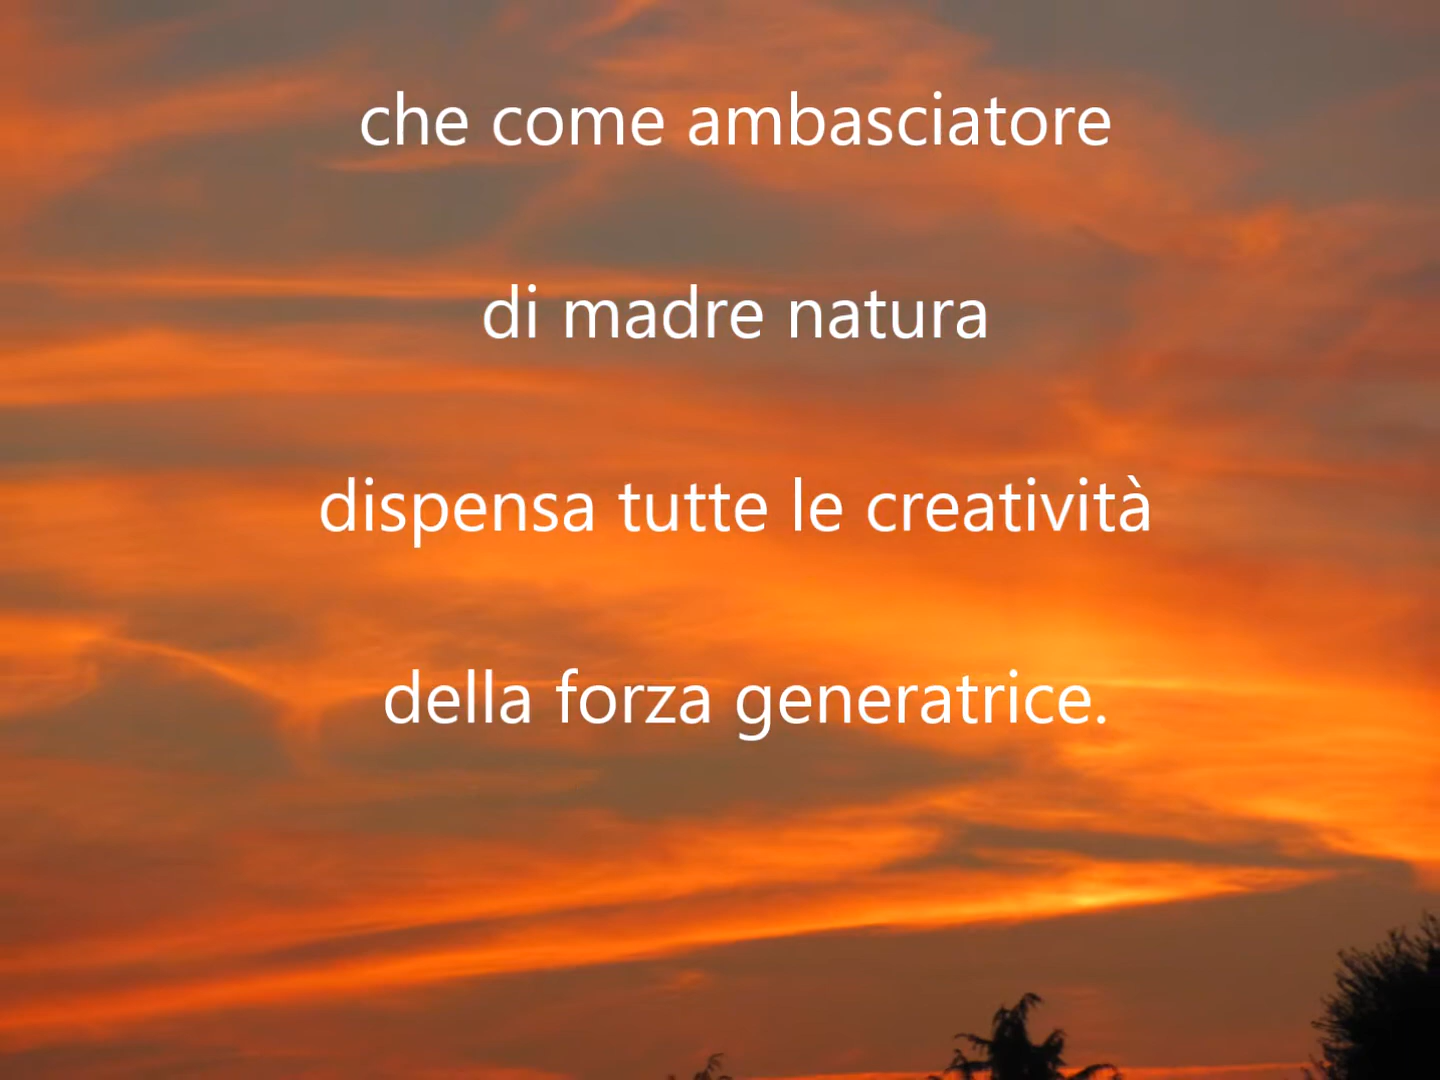 che come ambasciatore
di madre natura
dispensa tutte le creatività
della forza generatrice.